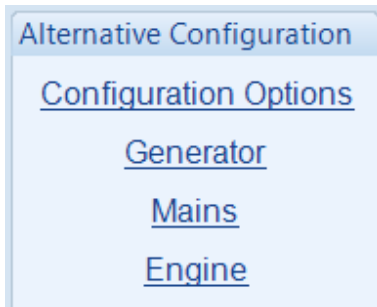 Alternative Configuration
Configuration Options
Generator
Mains
Engine